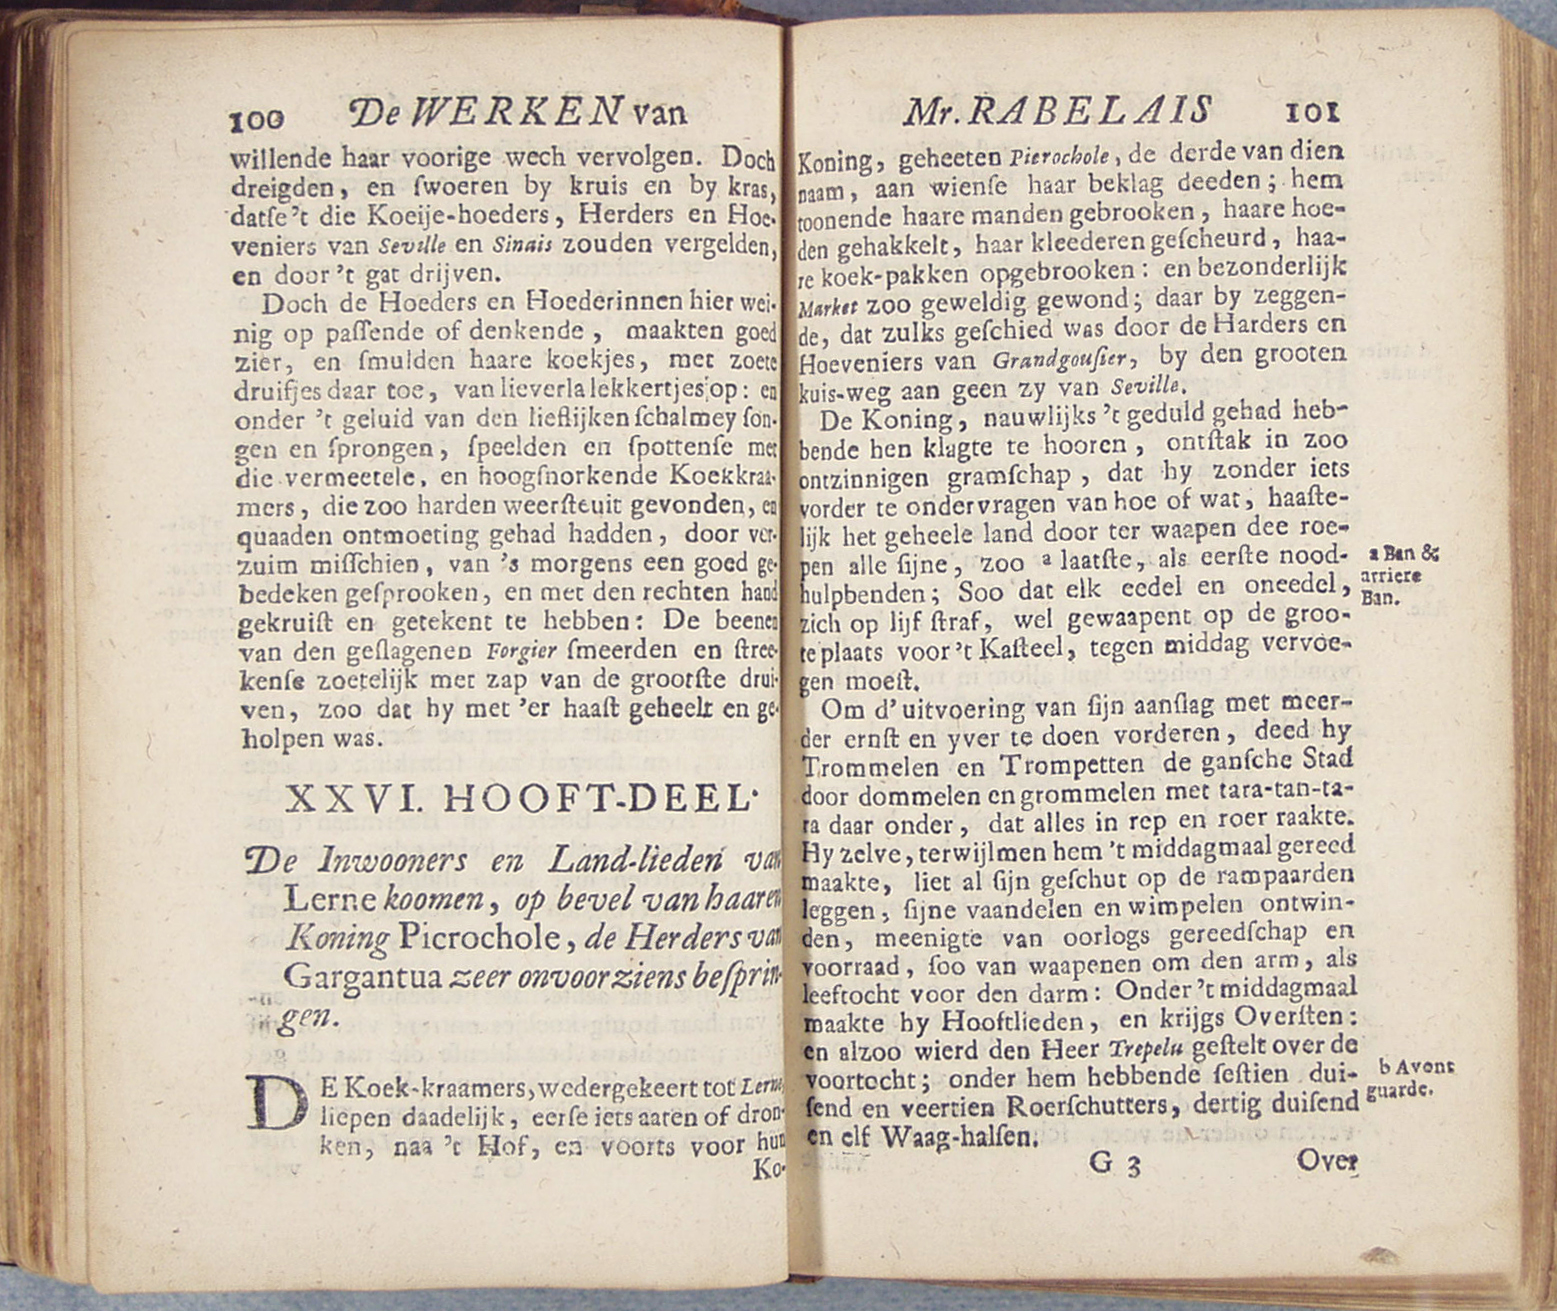 100 De WERKEN van
willende haar voorige wech vervolgen. Doch
dreigden, en ſwoeren by kruis en by kras,
datſe't die Koeije-hoeders, Herders en Hoe-
veniers van Seville en Sinais zouden vergelden,
en door 't gat drijven.
Doch de Hoeders en Hoederinnen hier wei-
nig op paſſende of denkende, maakten goed
zier, en ſmulden haare koekjes, met zoete
druifjes daar toe, van lieverla lekkertjes op: en
onder 't geluid van den lieflijken ſchalmey ſon-
gen en ſprongen, ſpeelden en ſpottenſe met
die vermeetele, en hoogſnorkende Koekkraa-
mers, die zoo harden weerſteuit gevonden, en
quaaden ontmoeting gehad hadden, door ver-
zuim miſſchien, van 's morgens een goed ge-
bedeken geſprooken, en met den rechten hand
gekruiſt en getekent te hebben: De beenen
van den geſlagenen Forgier ſmeerden en ſtree-
kenſe zoetelijk met zap van de grootſte drui-
ven, zoo dat hy met 'er haaſt geheelt en ge-
holpen was.
XXVI. HOOFT-DEEL.
De Inwooners en Land-lieden van
Lerne koomen, op bevel van haaren
Koning Picrochole, de Herders van
Gargantua zeer onvoorziens beſprin-
gen.
DE Koek-kraamers, wedergekeert tot Lerne,
liepen daadelijk, eerſe iets aaten of dron-
ken, naa 't Hof, en voorts voor hun
Ko-
Mr. RABELAIS 101
Koning, geheeten Picrochole, de derde van dien
naam, aan wienſe haar beklag deeden; hem
toonende haare manden gebrooken, haare hoe-
den gehakkelt, haar kleederen geſcheurd, haa-
re koek-pakken opgebrooken: en bezonderlijk
Market zoo geweldig gewond; daar by zeggen-
de, dat zulks geſchied was door de Harders en
Hoeveniers van Grandgouſier, by den grooten
kuis-weg aan geen zy van Seville.
De Koning, nauwlijks 't geduld gehad heb-
bende hen klagte te hooren, ontſtak in zoo
ontzinnigen gramſchap, dat hy zonder iets
vorder te ondervragen van hoe of wat, haaſte-
lijk het geheele land door ter waapen dee roe-
pen alle ſijne, zoo a laatſte, als eerſte nood-
hulpbenden; Soo dat elk eedel en oneedel,
zich op lijf ſtraf, wel gewaapent op de groo-
te plaats voor 't Kaſteel, tegen middag vervoe-
gen moeſt.
Om d' uitvoering van ſijn aanſlag met meer-
der ernſt en yver te doen vorderen, deed hy
Trommelen en Trompetten de ganſche Stad
door dommelen en grommelen met tara-tan-ta-
ra daar onder, dat alles in rep en roer raakte.
Hy zelve, terwijlmen hem 't middagmaal gereed
maakte, liet al ſijn geſchut op de rampaarden
leggen, ſijne vaandelen en wimpelen ontwin-
den, meenigte van oorlogs gereedſchap en
voorraad, ſoo van waapenen om den arm, als
leeftocht voor den darm: Onder 't middagmaal
maakte hy Hooftlieden, en krijgs Overſten:
en alzoo wierd den Heer Trepelu geſtelt over de
voortocht; onder hem hebbende ſeſtien dui-
ſend en veertien Roerſchutters, dertig duiſend
en elf Waag-halſen.
G 3 Over
a Ban &
arriere
Ban.
b Avont
guarde.